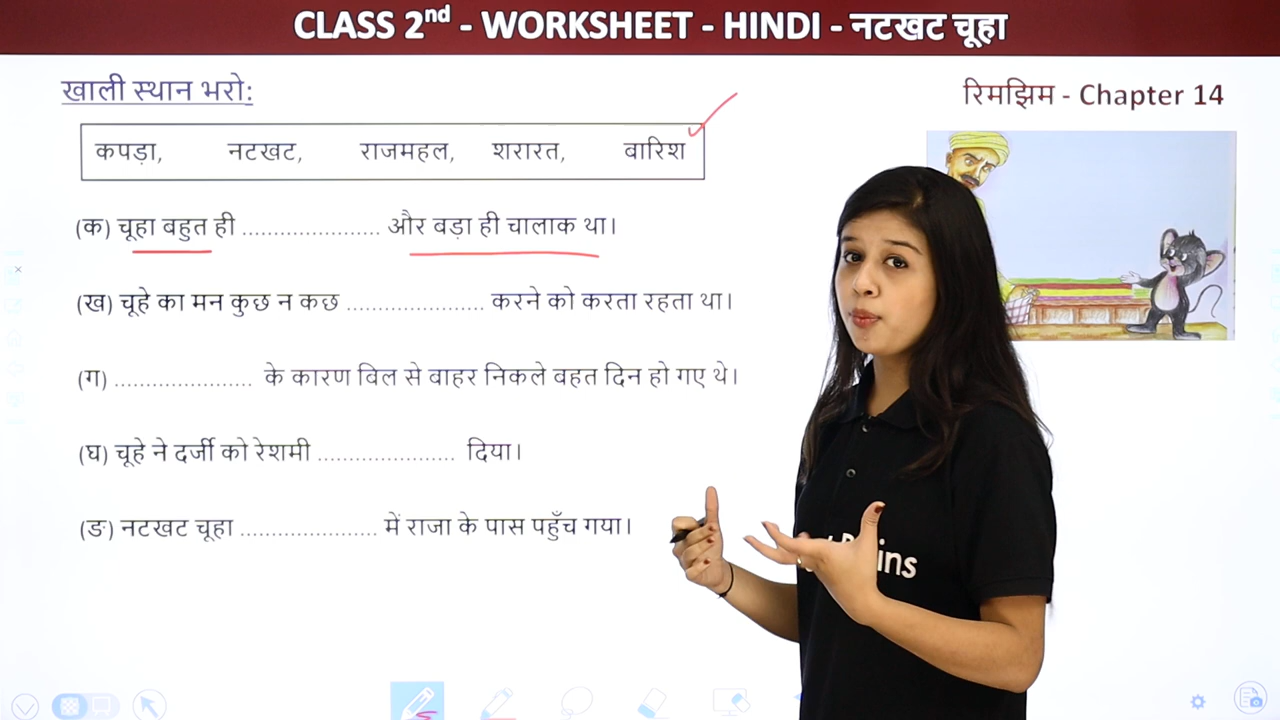 CLASS 2nd - WORKSHEET - HINDI - नटखट चूहा
खाली स्थान भरो:
रिमझिम - Chapter 14
कपड़ा, नटखट, राजमहल, शरारत, बारिश
(क) चूहा बहुत ही ...................... और बड़ा ही चालाक था।
(ख) चूहे का मन कुछ न कछ ...................... करने को करता रहता था।
(ग) ...................... के कारण बिल से बाहर निकले बहत दिन हो गए थे।
(घ) चूहे ने दर्जी को रेशमी ...................... दिया।
(ङ) नटखट चूहा ...................... में राजा के पास पहुँच गया।